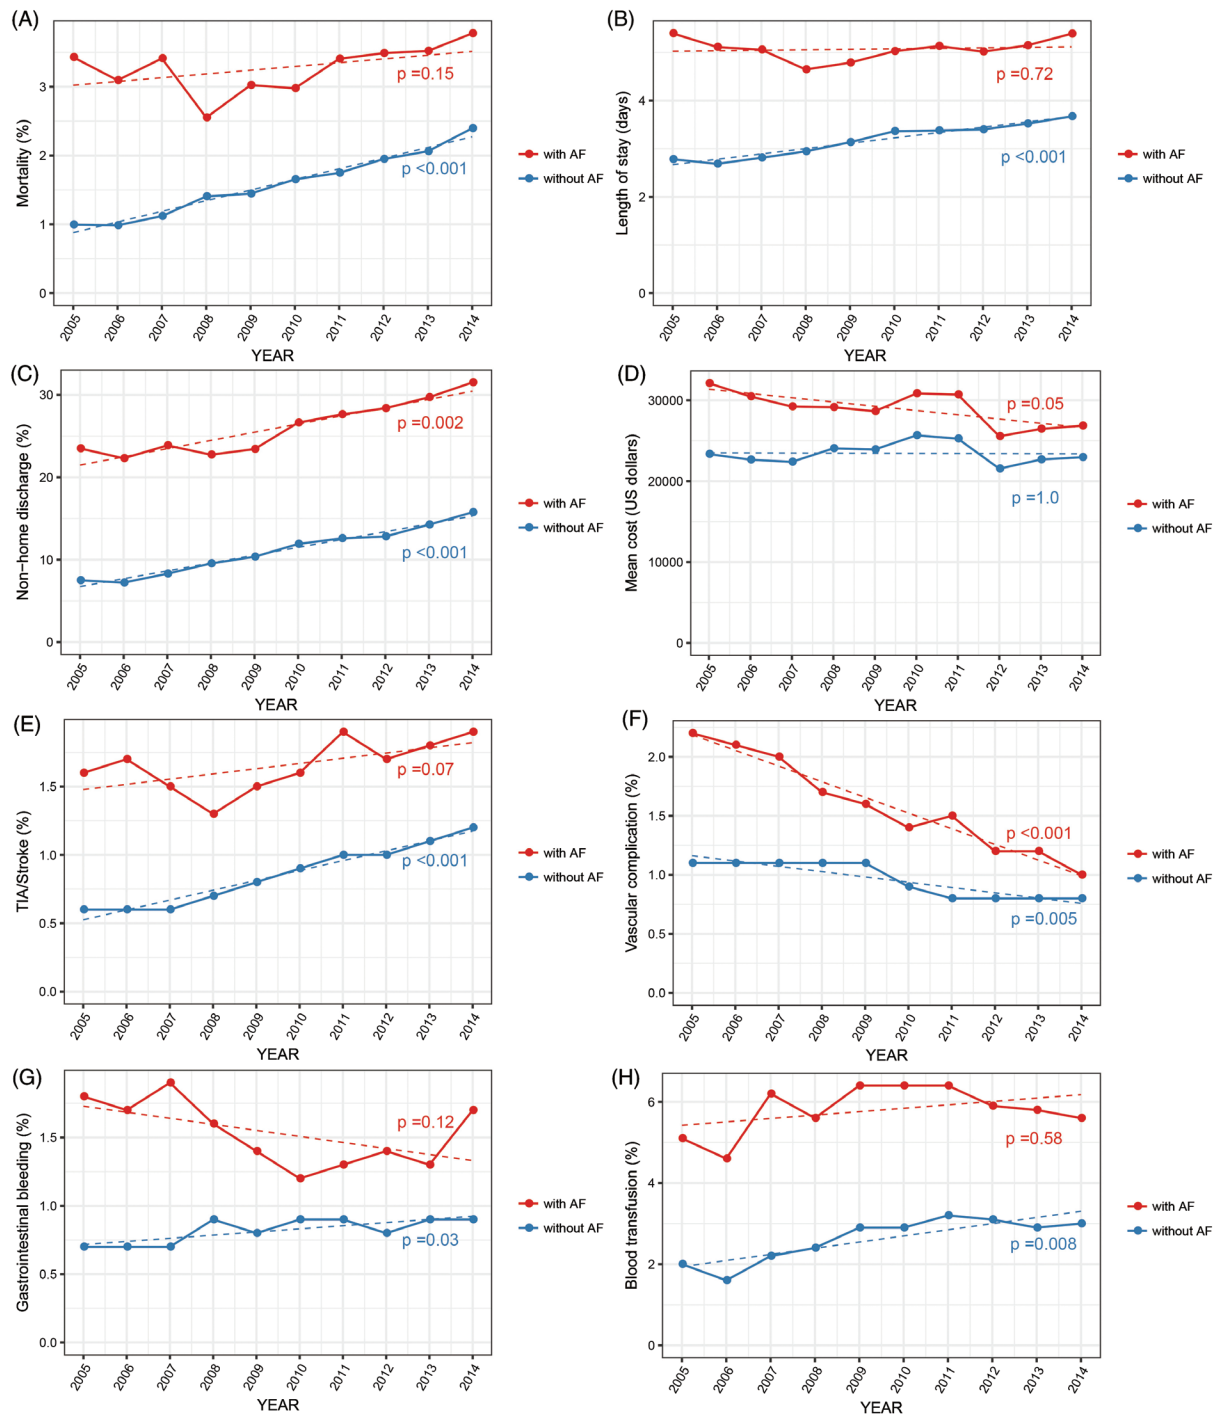 (A)
Mortality (%)
3
2
1
0
p =0.15
p <0.001
2005 2006 2007 2008 2009 2010 2011 2012 2013 2014
YEAR
with AF
without AF
(B)
Length of stay (days)
4
2
0
p =0.72
p <0.001
2005 2006 2007 2008 2009 2010 2011 2012 2013 2014
YEAR
with AF
without AF
(C)
Non−home discharge (%)
30
20
10
0
p =0.002
p <0.001
2005 2006 2007 2008 2009 2010 2011 2012 2013 2014
YEAR
with AF
without AF
(D)
Mean cost (US dollars)
30000
20000
10000
0
p =0.05
p =1.0
2005 2006 2007 2008 2009 2010 2011 2012 2013 2014
YEAR
with AF
without AF
(E)
TIA/Stroke (%)
1.5
1.0
0.5
0.0
p =0.07
p <0.001
2005 2006 2007 2008 2009 2010 2011 2012 2013 2014
YEAR
with AF
without AF
(F)
Vascular complication (%)
2.0
1.5
1.0
0.5
0.0
p <0.001
p =0.005
2005 2006 2007 2008 2009 2010 2011 2012 2013 2014
YEAR
with AF
without AF
(G)
Gastrointestinal bleeding (%)
1.5
1.0
0.5
0.0
p =0.12
p =0.03
2005 2006 2007 2008 2009 2010 2011 2012 2013 2014
YEAR
with AF
without AF
(H)
Blood transfusion (%)
6
4
2
0
p =0.58
p =0.008
2005 2006 2007 2008 2009 2010 2011 2012 2013 2014
YEAR
with AF
without AF